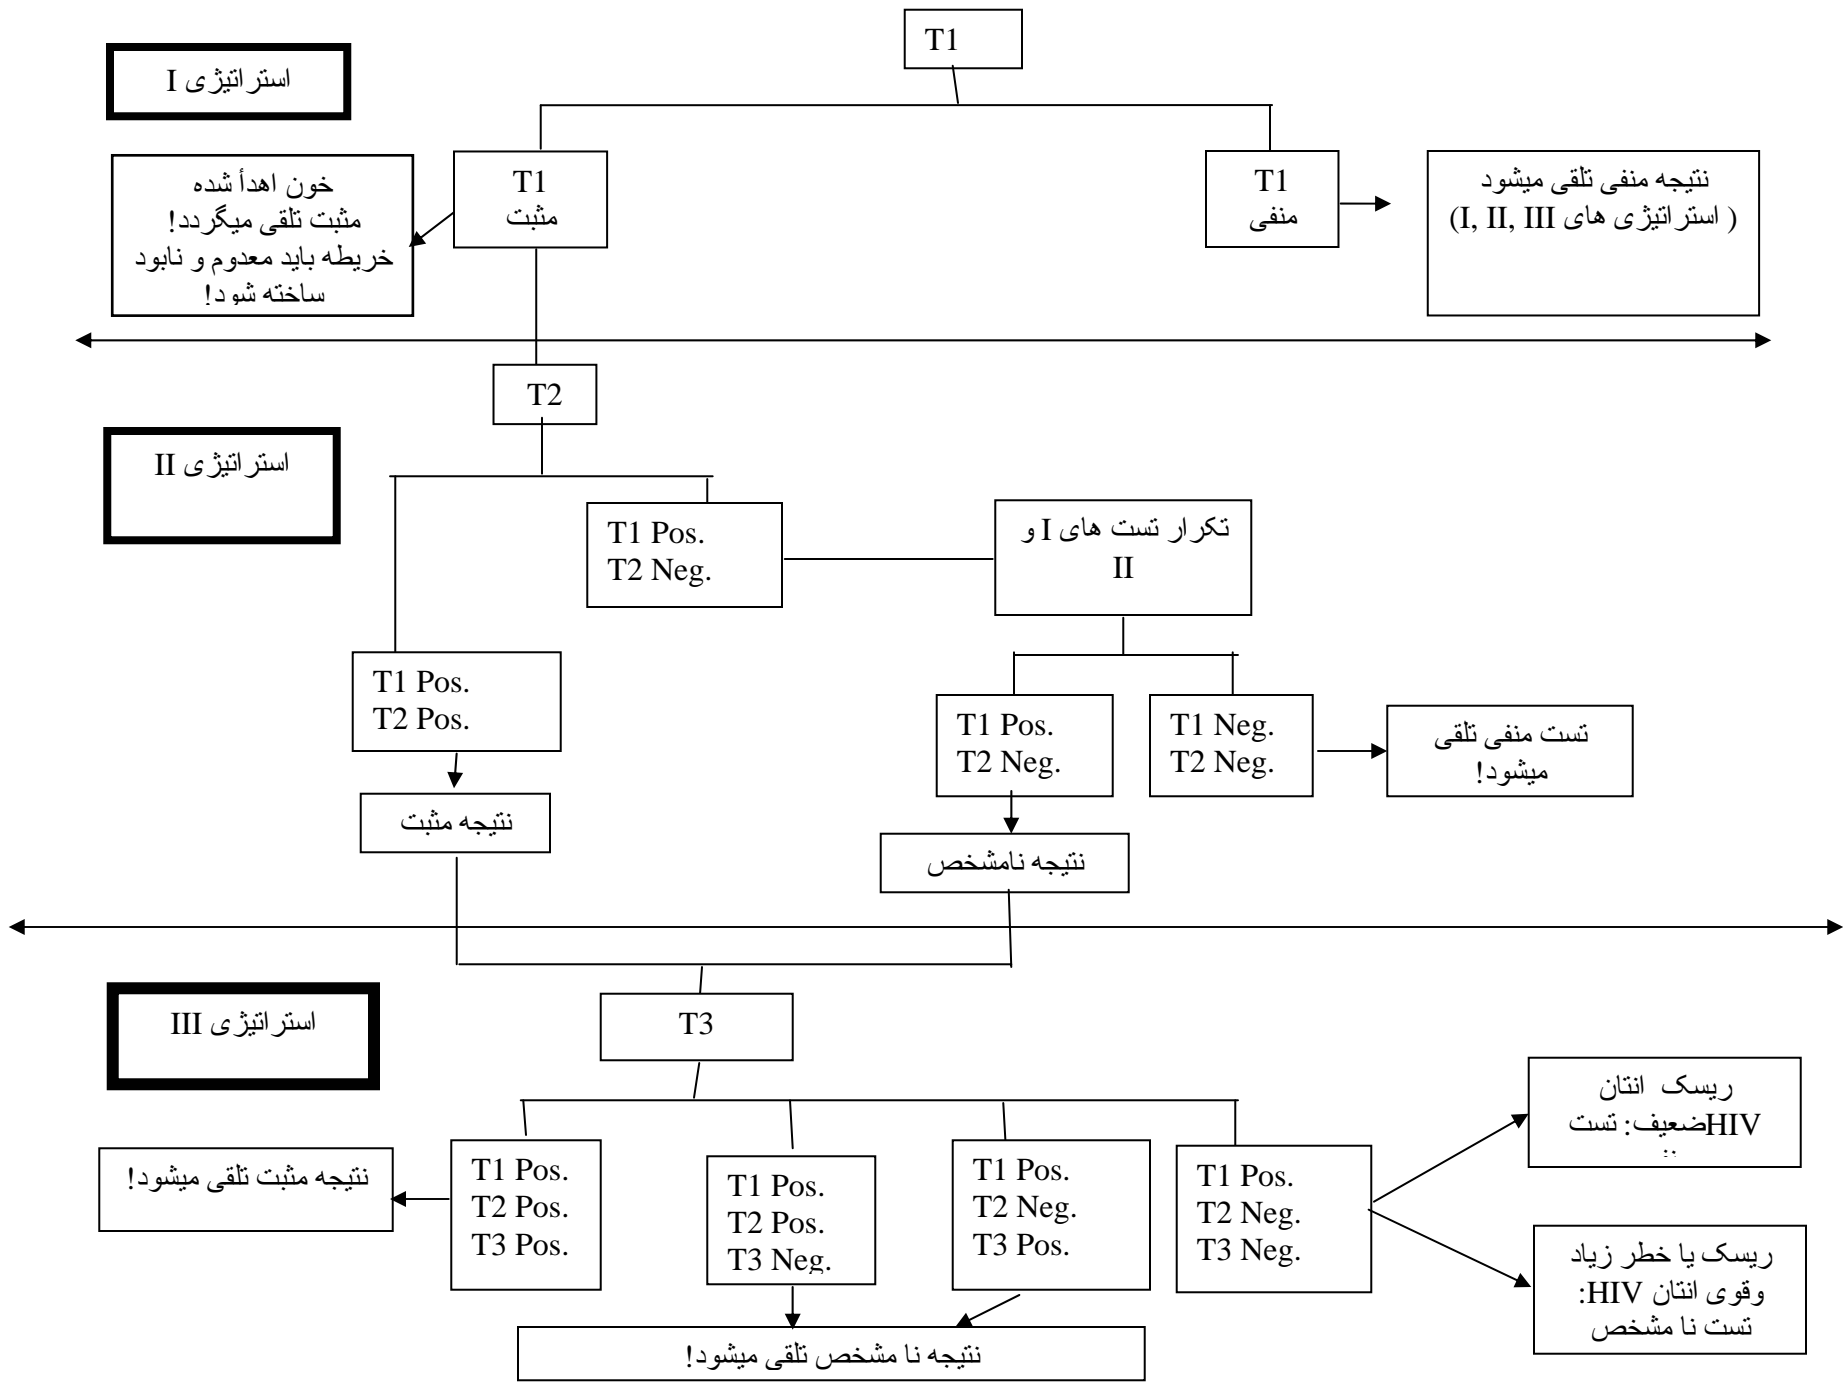 T1
استراتیژی I
خون اهدأ شده
مثبت تلقی میگردد!
خریطه باید معدوم و نابود
ساخته شود!
T1
مثبت
T1
منفی
نتیجه منفی تلقی میشود
( استراتیژی های I, II, III)
T2
استراتیژی II
T1 Pos.
T2 Neg.
تکرار تست های I و
II
T1 Pos.
T2 Pos.
T1 Pos.
T2 Neg.
T1 Neg.
T2 Neg.
تست منفی تلقی
میشود!
نتیجه مثبت
نتیجه نامشخص
استراتیژی III
T3
نتیجه مثبت تلقی میشود!
T1 Pos.
T2 Pos.
T3 Pos.
T1 Pos.
T2 Pos.
T3 Neg.
T1 Pos.
T2 Neg.
T3 Pos.
T1 Pos.
T2 Neg.
T3 Neg.
ریسک انتان
HIVضعیف: تست
ریسک یا خطر زیاد
وقوی انتان HIV:
تست نا مشخص
نتیجه نا مشخص تلقی میشود!